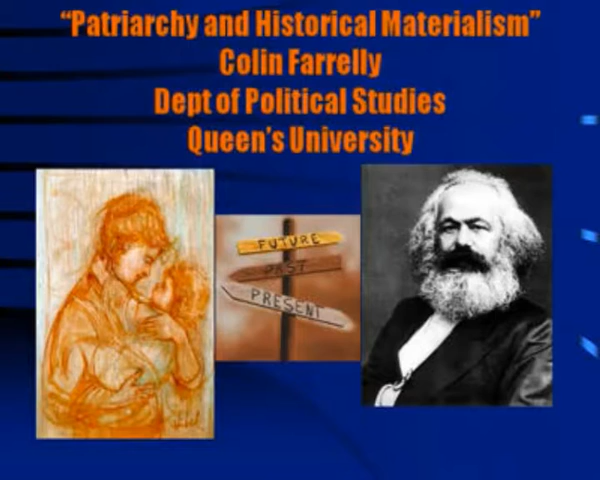 “Patriarchy and Historical Materialism”
Colin Farrelly
Dept of Political Studies
Queen’s University
FUTURE
PAST
PRESENT